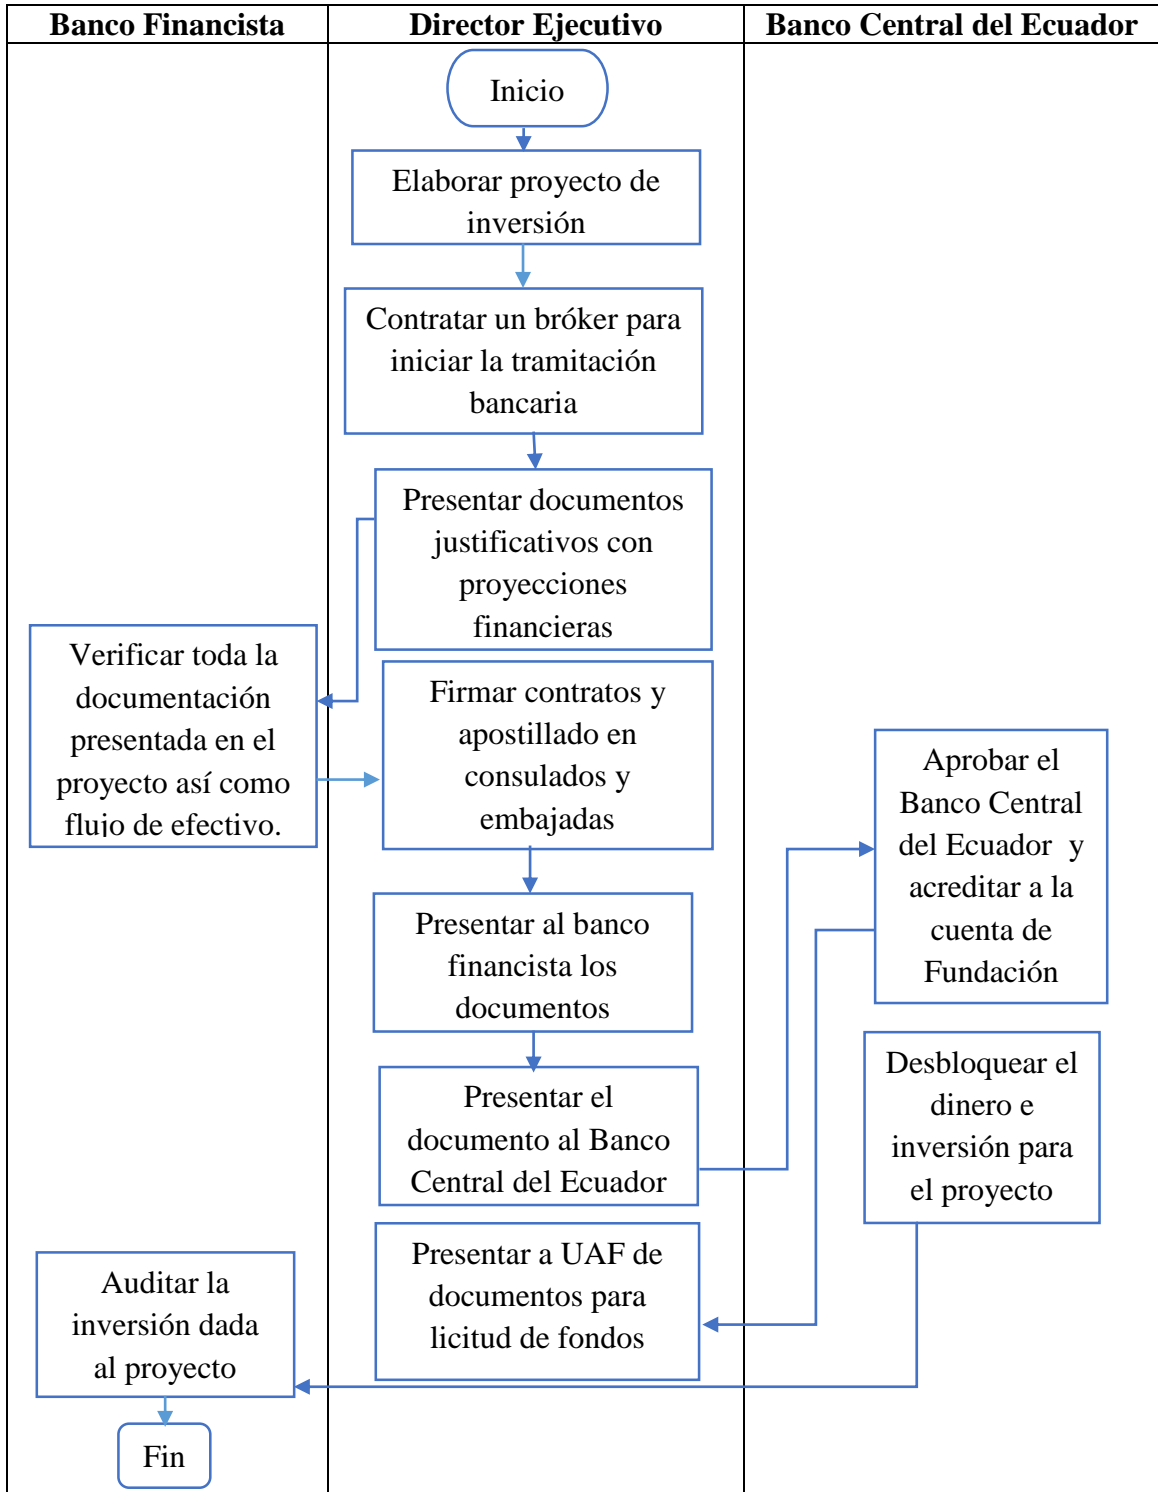 Banco Financista
Director Ejecutivo
Banco Central del Ecuador
Inicio
Elaborar proyecto de
inversión
Contratar un bróker para
iniciar la tramitación
bancaria
Presentar documentos
justificativos con
proyecciones
financieras
Verificar toda la
documentación
presentada en el
proyecto así como
flujo de efectivo.
Firmar contratos y
apostillado en
consulados y
embajadas
Presentar al banco
financista los
documentos
Presentar el
documento al Banco
Central del Ecuador
Aprobar el
Banco Central
del Ecuador  y
acreditar a la
cuenta de
Fundación
Presentar a UAF de
documentos para
licitud de fondos
Desbloquear el
dinero e
inversión para
el proyecto
Auditar la
inversión dada
al proyecto
Fin